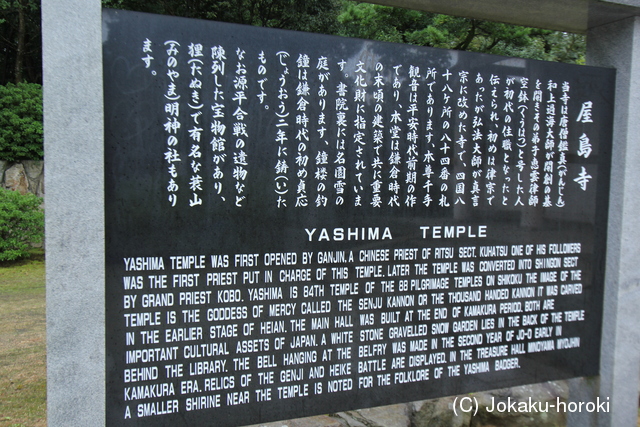 屋島寺
当寺は唐僧鑑真(がんじん)
和上過海大師が開創の基
を開きその弟子恵雲律師
空鉢(くうはつ)と号した人
が初代の住職となったと
伝えられ、初めは律宗で
あったが弘法大師が真言
宗に改めた寺で、四国八
十八ヶ所の八十四番の札
所であります、本尊千手
観音は平安時代前期の作
であり、本堂は鎌倉時代
の末頃の建築で共に重要
文化財に指定されていま
す。書院裏には名園雪の
庭があります、鐘楼の釣
鐘は鎌倉時代の初め貞応
(じょうおう)二年に鋳(い)た
ものです。
なお源平合戦の遺物など
陳列した宝物館があり、
狸(たぬき)で有名な蓑山
(みのやま)明神の社もあり
ます。
YASHIMA TEMPLE
YASHIMA TEMPLE WAS FIRST OPENED BY GANJIN. A CHINESE PRIEST OF RITSU SECT. KUHATSU ONE OF HIS FOLLOWERS
WAS THE FIRST PRIEST PUT IN CHARGE OF THIS TEMPLE. LATER THE TEMPLE WAS CONVERTED INTO SHINGON SECT
BY GRAND PRIEST KOBO. YASHIMA IS 84TH TEMPLE OF THE 88 PILGRIMAGE TEMPLES ON SHIKOKU THE IMAGE OF THE
TEMPLE IS THE GODDESS OF MERCY CALLED THE SENJU KANNON OR THE THOUSAND HANDED KANNON IT WAS CARVED
IN THE EARLIER STAGE OF HEIAN. THE MAIN HALL WAS BUILT AT THE END OF KAMAKURA PERIOD. BOTH ARE
IMPORTANT CULTURAL ASSETS OF JAPAN. A WHITE STONE GRAVELLED SNOW GARDEN LIES IN THE BACK OF THE TEMPLE
BEHIND THE LIBRARY. THE BELL HANGING AT THE BELFRY WAS MADE IN THE SECOND YEAR OF JO-O EARLY IN
KAMAKURA ERA. RELICS OF THE GENJI AND HEIKE BATTLE ARE DISPLAYED. IN THE TREASURE HALL MINOYAMA MYOJHN
A SMALLER SHIRINE NEAR THE TEMPLE IS NOTED FOR THE FOLKLORE OF THE YASHIMA BADGER.
(C) Jokaku-horoki